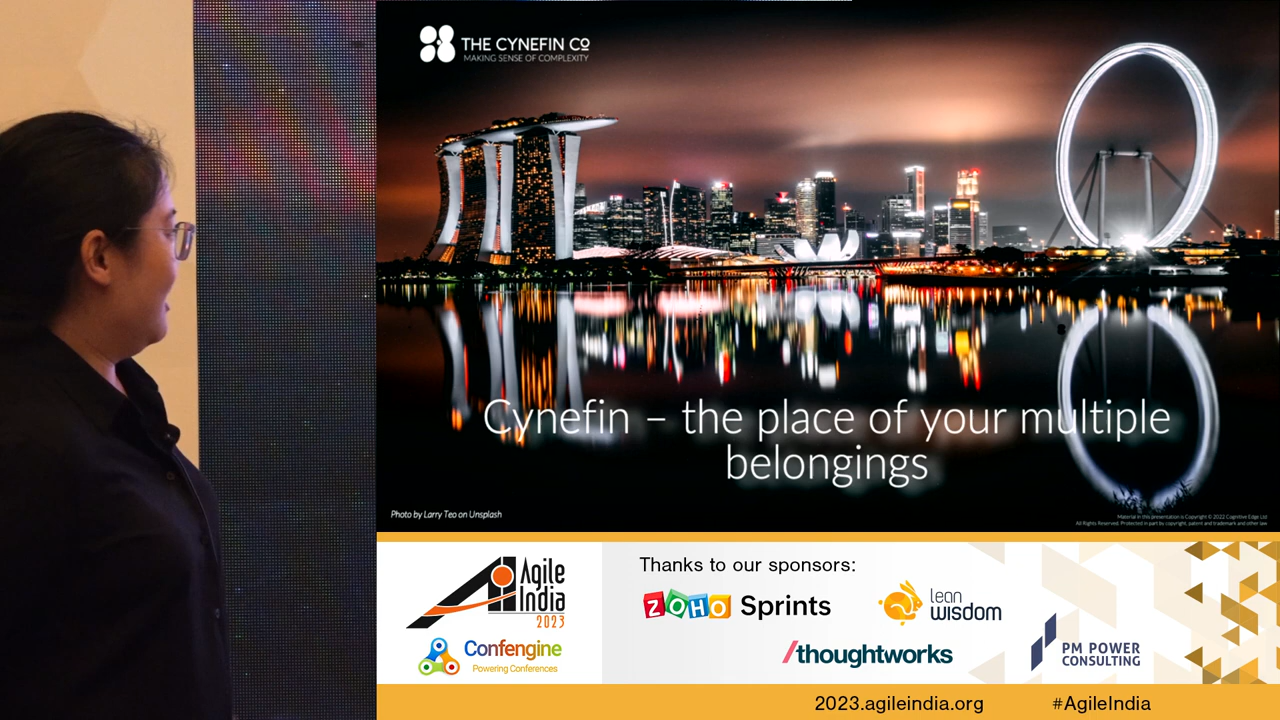 THE CYNEFIN CO
MAKING SENSE OF COMPLEXITY
Cynefin – the place of your multiple
belongings
Photo by Larry Teo on Unsplash
Material in this presentation is Copyright © 2022 Cognitive Edge Ltd
All Rights Reserved. Protected in part by copyright, patent and trademark and other law
Agile
India
2023
Confengine
Powering Conferences
Thanks to our sponsors:
ZOHO Sprints
lean
wisdom
/thoughtworks
PM POWER
CONSULTING
2023.agileindia.org
#AgileIndia